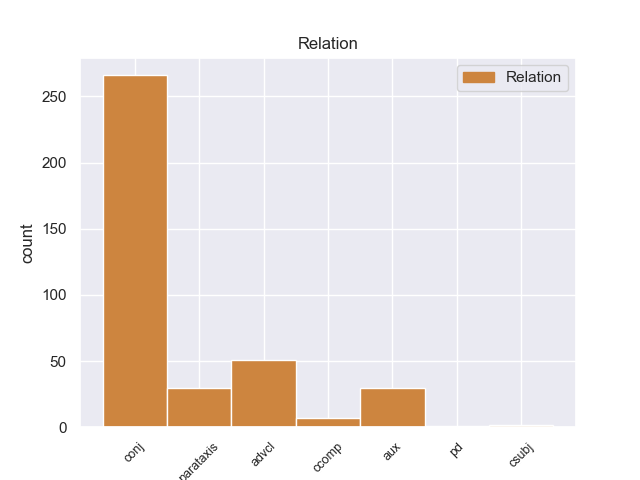 Relation
Relation
250
200
150
100
50
0
count
conj
parataxis
advcl
ccomp
aux
pd
csubj